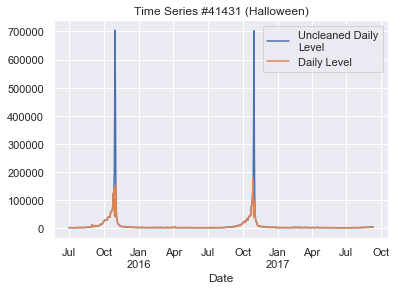 Time Series #41431 (Halloween)
700000
600000
500000
400000
300000
200000
100000
0
Uncleaned Daily
Level
Daily Level
Jul Oct Jan Apr Jul Oct Jan Apr Jul Oct
2016 2017
Date